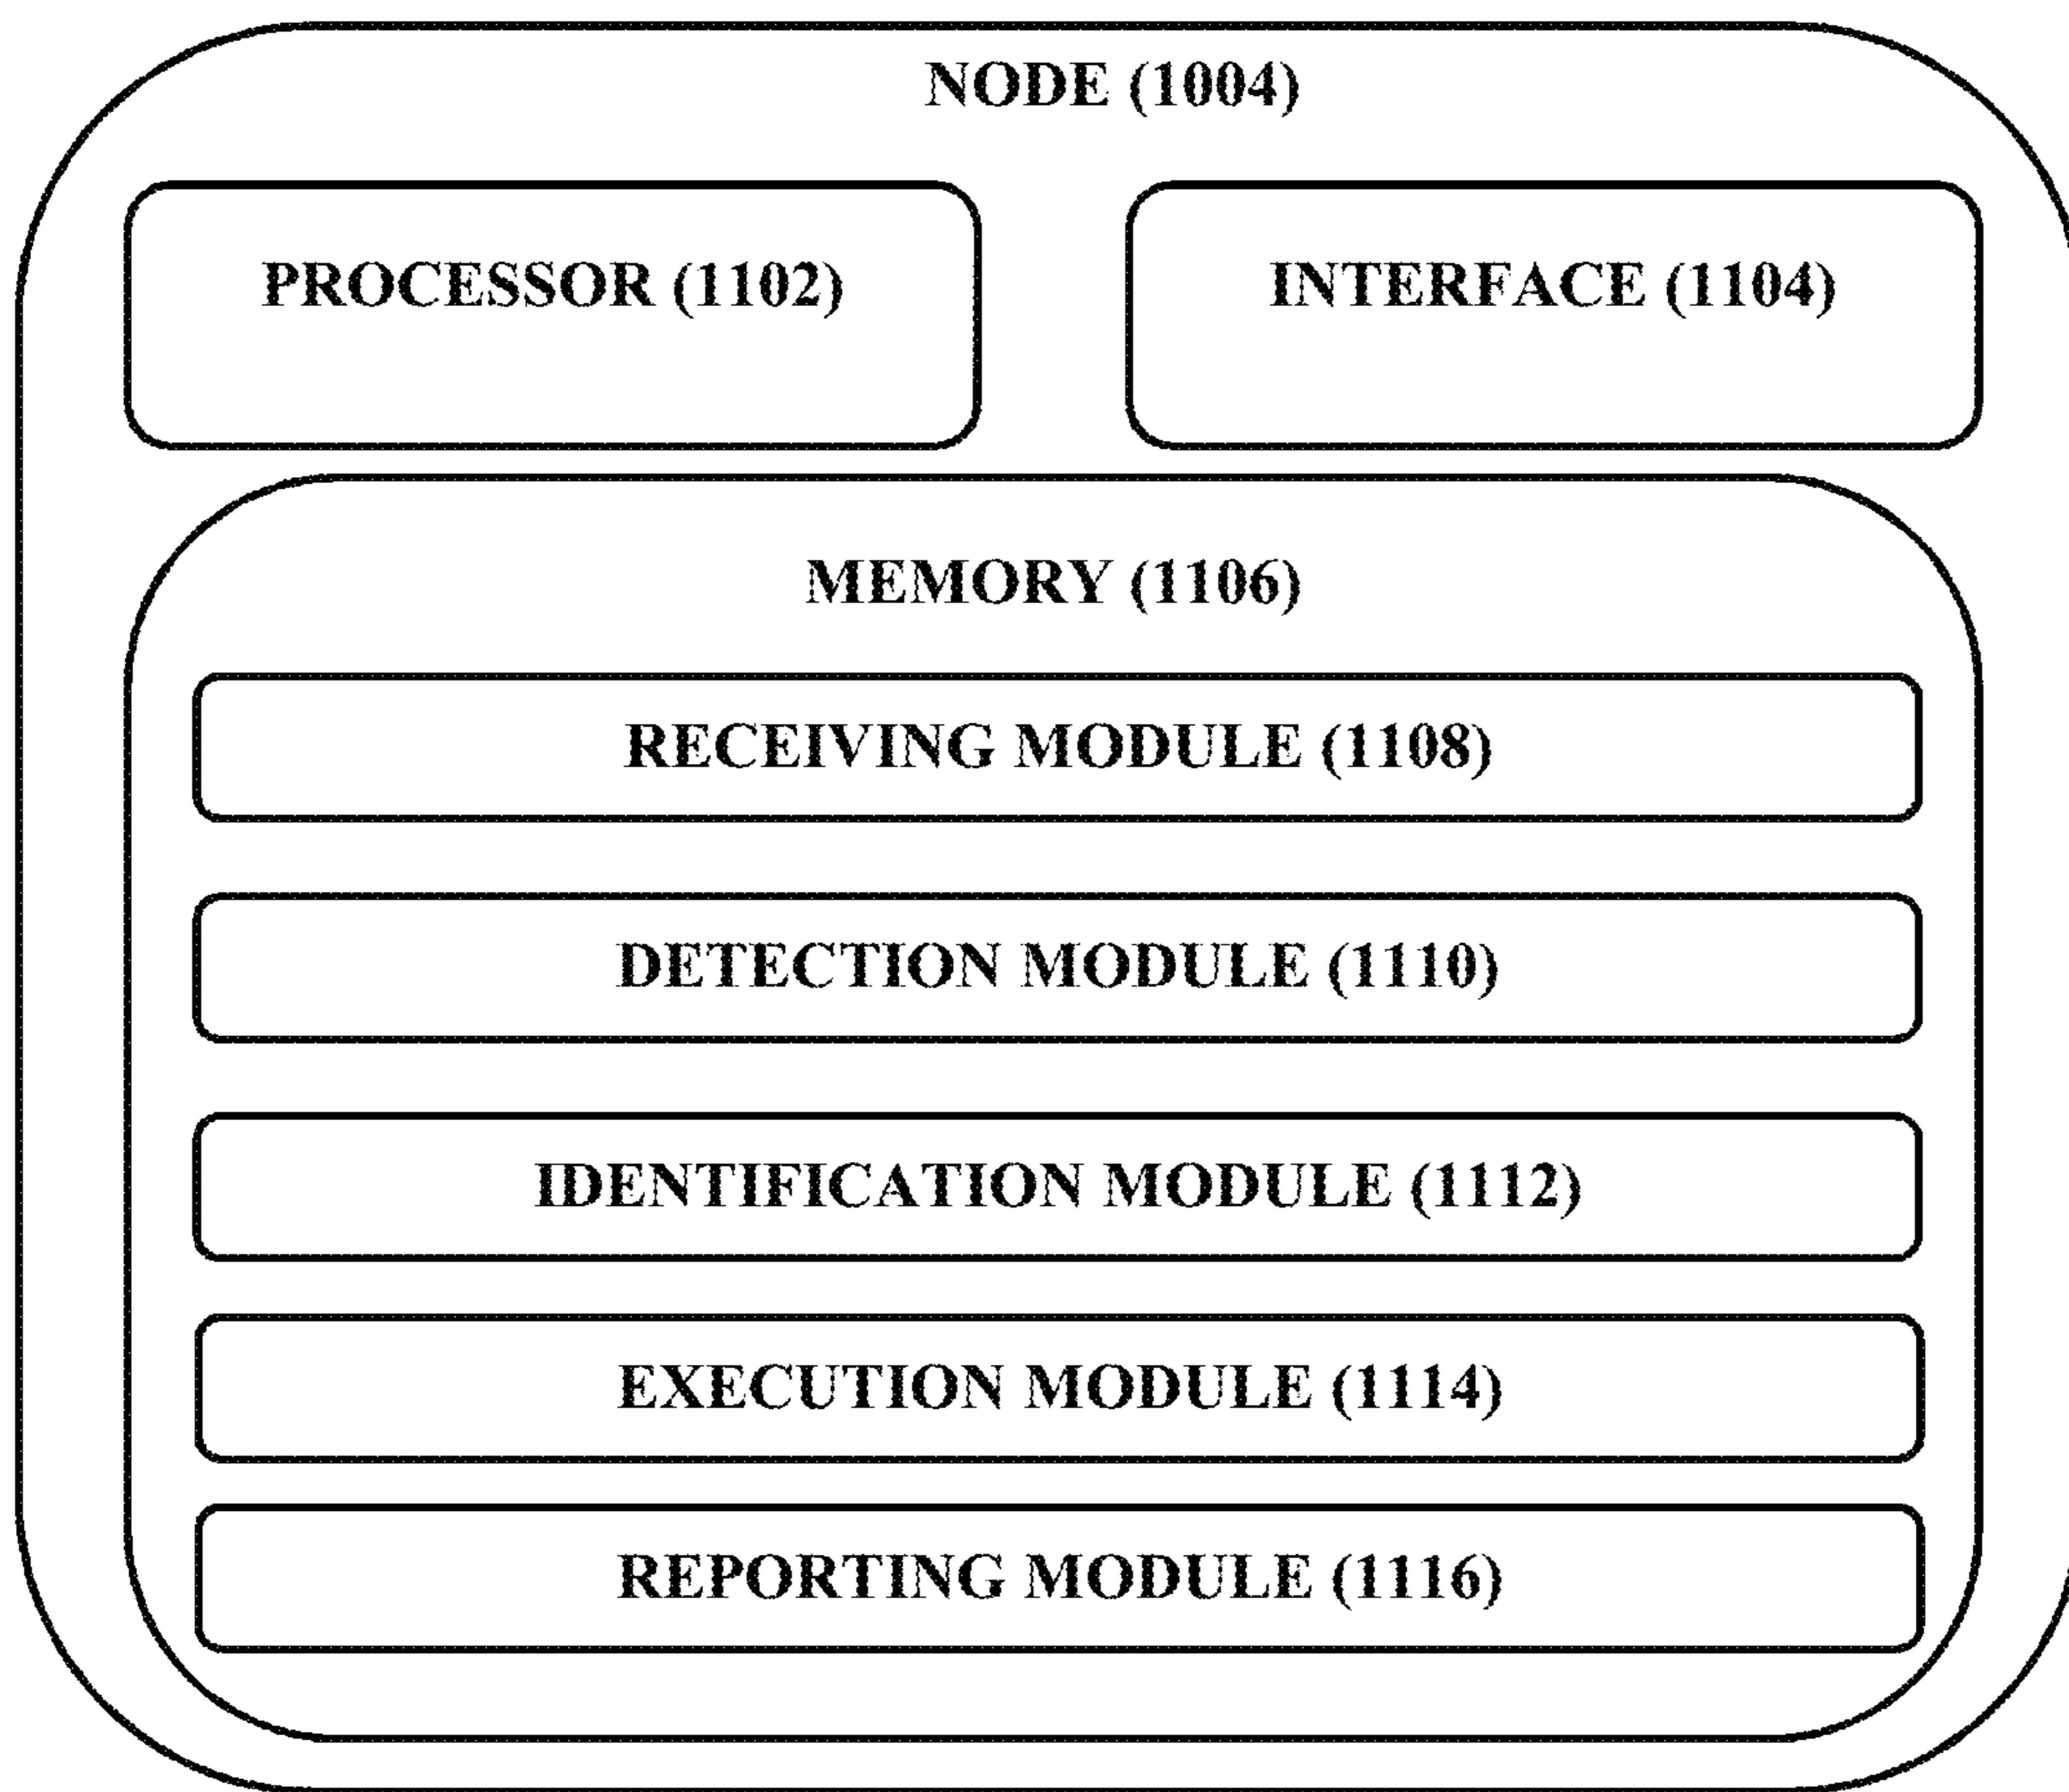 NODE (1004)
PROCESSOR (1102)
INTERFACE (1104)
MEMORY (1106)
RECEIVING MODULE (1108)
DETECTION MODULE (1110)
IDENTIFICATION MODULE (1112)
EXECUTION MODULE (1114)
REPORTING MODULE (1116)